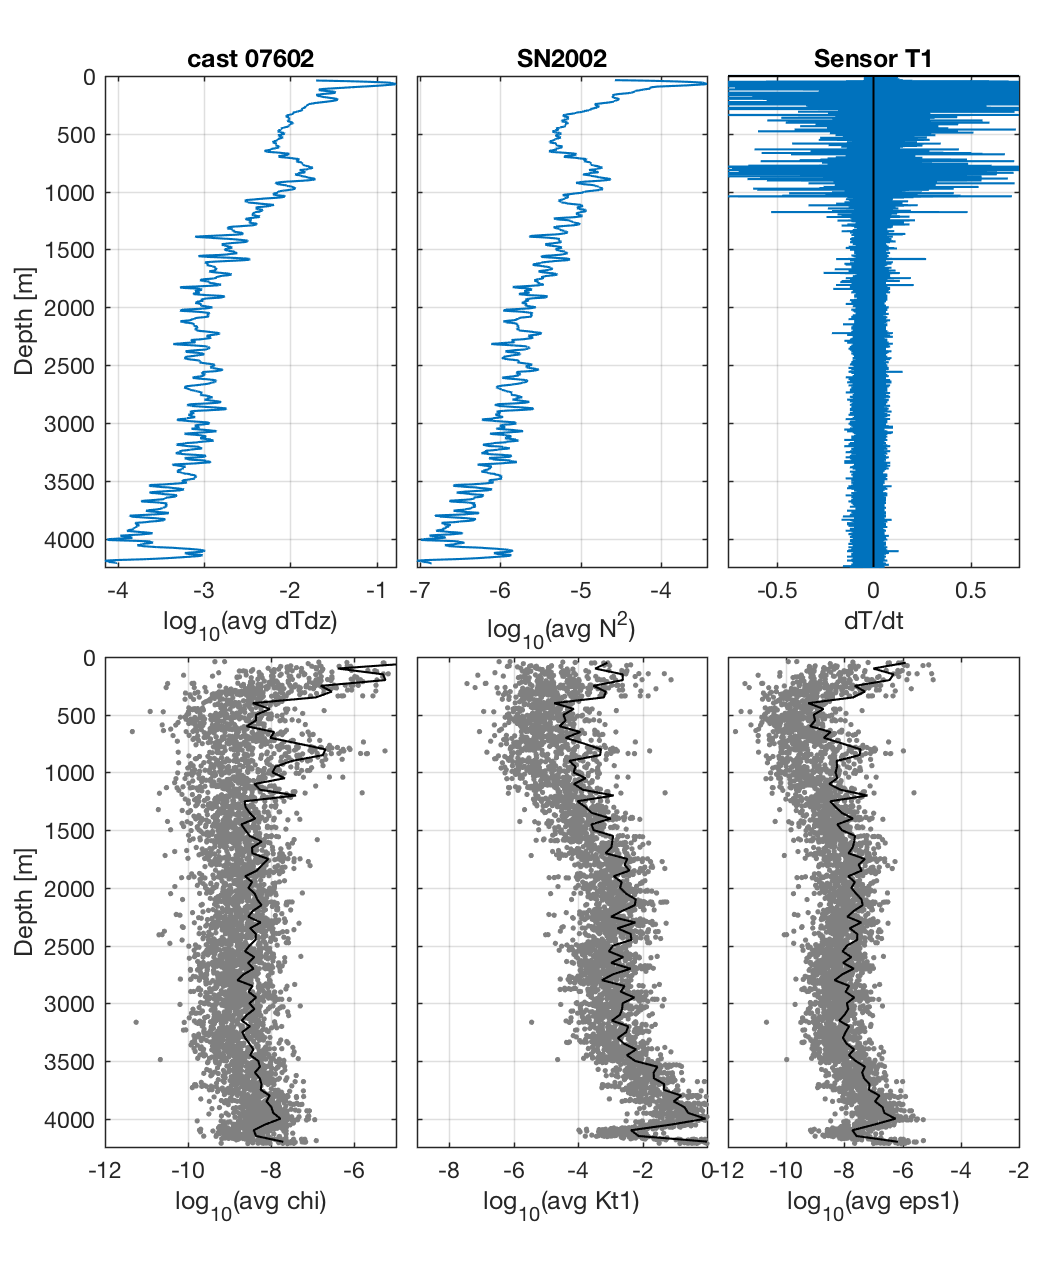 cast 07602
SN2002
Sensor T1
0
500
1000
1500
2000
2500
3000
3500
4000
Depth [m]
-4 -3 -2 -1
-7 -6 -5 -4
-0.5 0 0.5
log10(avg dTdz)
log10(avg N2)
dT/dt
0
500
1000
1500
2000
2500
3000
3500
4000
Depth [m]
-12 -10 -8 -6
-8 -6 -4 -2 0
-12 -10 -8 -6 -4 -2
log10(avg chi)
log10(avg Kt1)
log10(avg eps1)